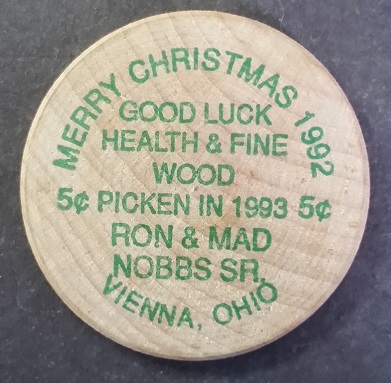 MERRY CHRISTMAS 1992
GOOD LUCK
HEALTH & FINE
WOOD
5¢ PICKEN IN 1993 5¢
RON & MAD
NOBBS SR.
VIENNA, OHIO